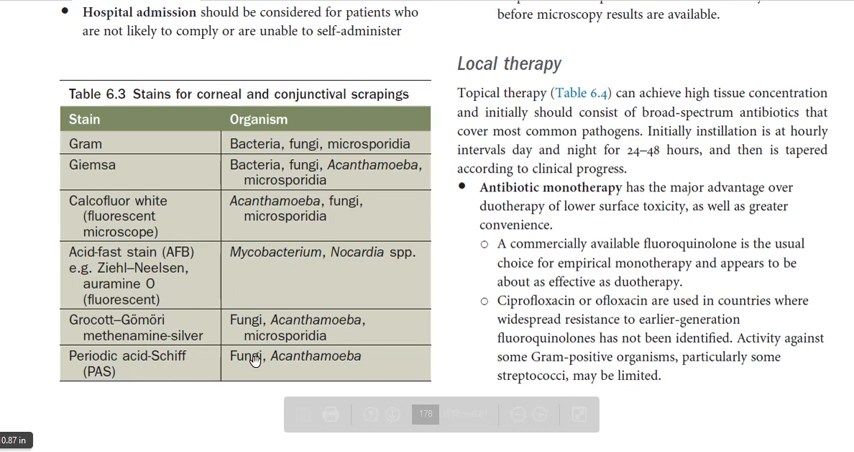 • Hospital admission should be considered for patients who
are not likely to comply or are unable to self-administer
Table 6.3 Stains for corneal and conjunctival scrapings
Stain Organism
Gram Bacteria, fungi, microsporidia
Giemsa Bacteria, fungi, Acanthamoeba,
microsporidia
Calcofluor white Acanthamoeba, fungi,
(fluorescent microsporidia
microscope)
Acid-fast stain (AFB) Mycobacterium, Nocardia spp.
e.g. Ziehl–Neelsen,
auramine O
(fluorescent)
Grocott–Gömöri Fungi, Acanthamoeba,
methenamine-silver microsporidia
Periodic acid-Schiff Fungi, Acanthamoeba
(PAS)
before microscopy results are available.
Local therapy
Topical therapy (Table 6.4) can achieve high tissue concentration
and initially should consist of broad-spectrum antibiotics that
cover most common pathogens. Initially instillation is at hourly
intervals day and night for 24–48 hours, and then is tapered
according to clinical progress.
• Antibiotic monotherapy has the major advantage over
duotherapy of lower surface toxicity, as well as greater
convenience.
○ A commercially available fluoroquinolone is the usual
choice for empirical monotherapy and appears to be
about as effective as duotherapy.
○ Ciprofloxacin or ofloxacin are used in countries where
widespread resistance to earlier-generation
fluoroquinolones has not been identified. Activity against
some Gram-positive organisms, particularly some
streptococci, may be limited.
178
0.87 in